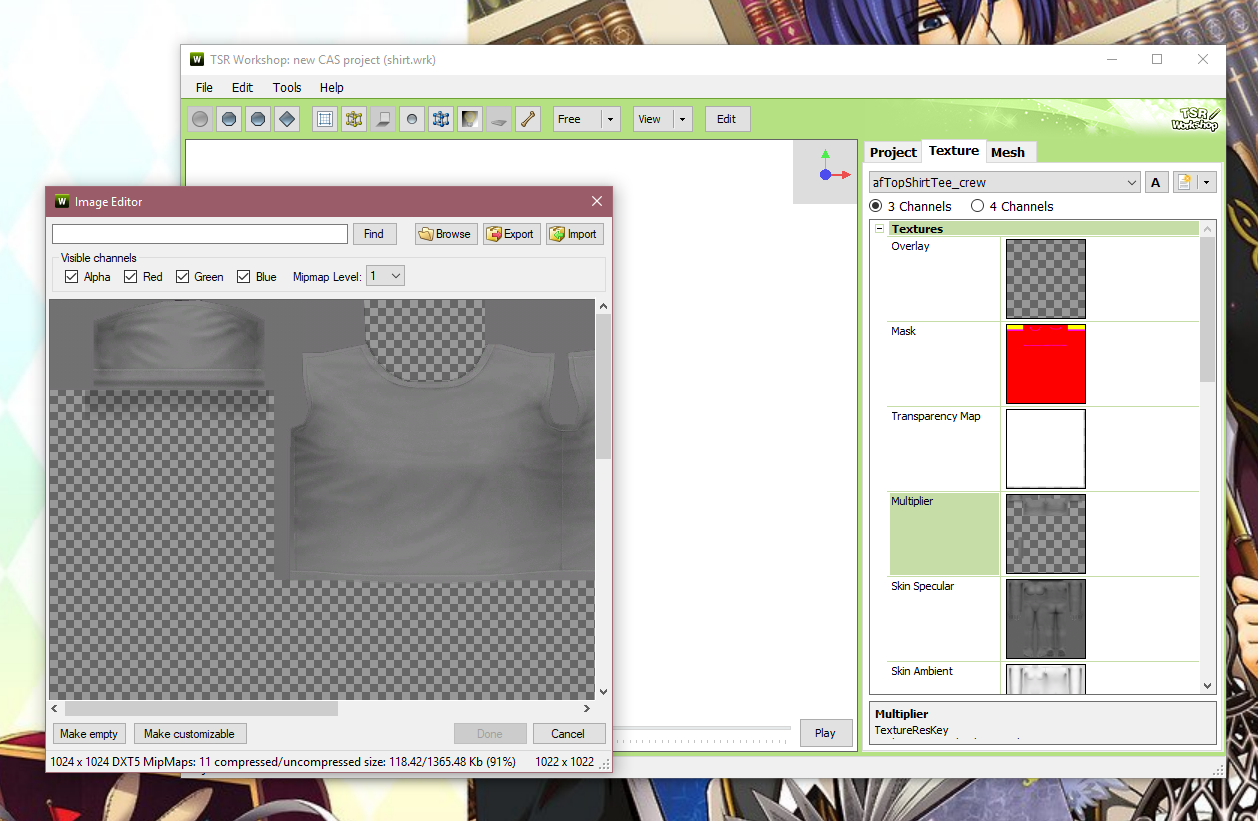 TSR Workshop: new CAS project (shirt.wrk)
File Edit Tools Help
Free View Edit
TSR Workshop
Project Texture Mesh
afTopShirtTee_crew A
3 Channels 4 Channels
Textures
Overlay
Mask
Transparency Map
Multiplier
Skin Specular
Skin Ambient
Multiplier
TextureResKey
Play
Image Editor
Find Browse Export Import
Visible channels
Alpha Red Green Blue Mipmap Level: 1
Make empty Make customizable Done Cancel
1024 x 1024 DXT5 MipMaps: 11 compressed/uncompressed size: 118.42/1365.48 Kb (91%) 1022 x 1022